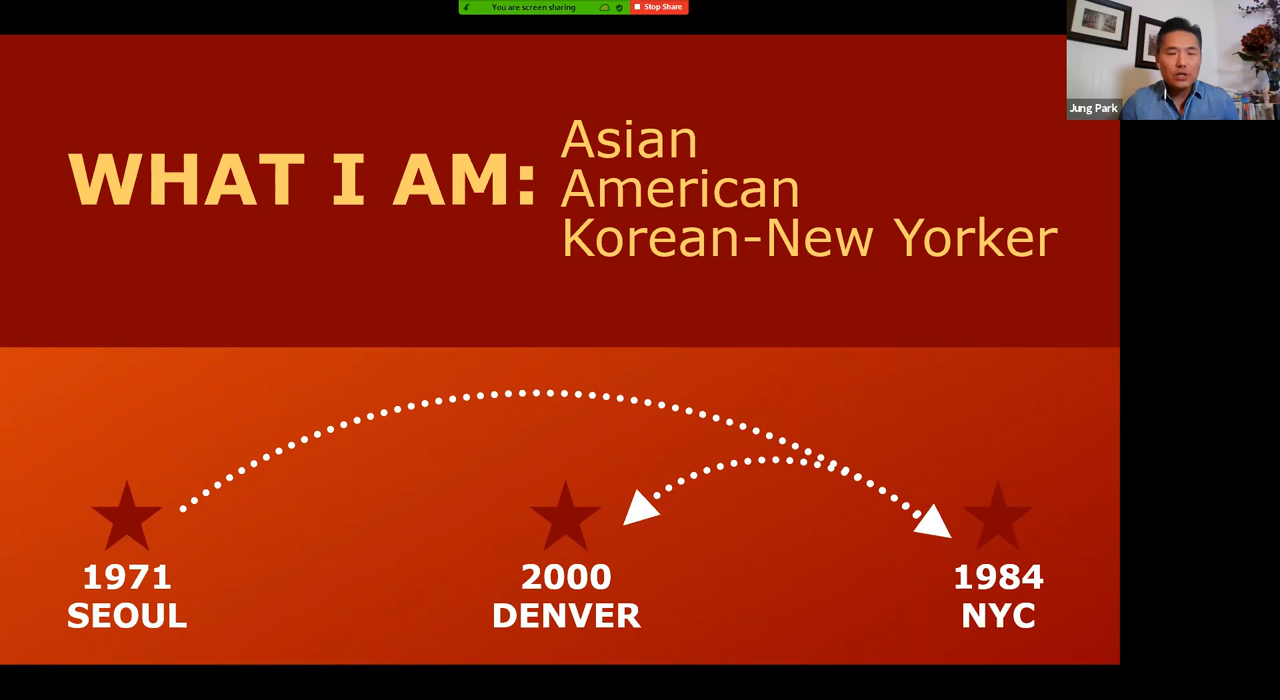 You are screen sharing
Stop Share
Jung Park
WHAT I AM:
Asian
American
Korean-New Yorker
1971
SEOUL
2000
DENVER
1984
NYC